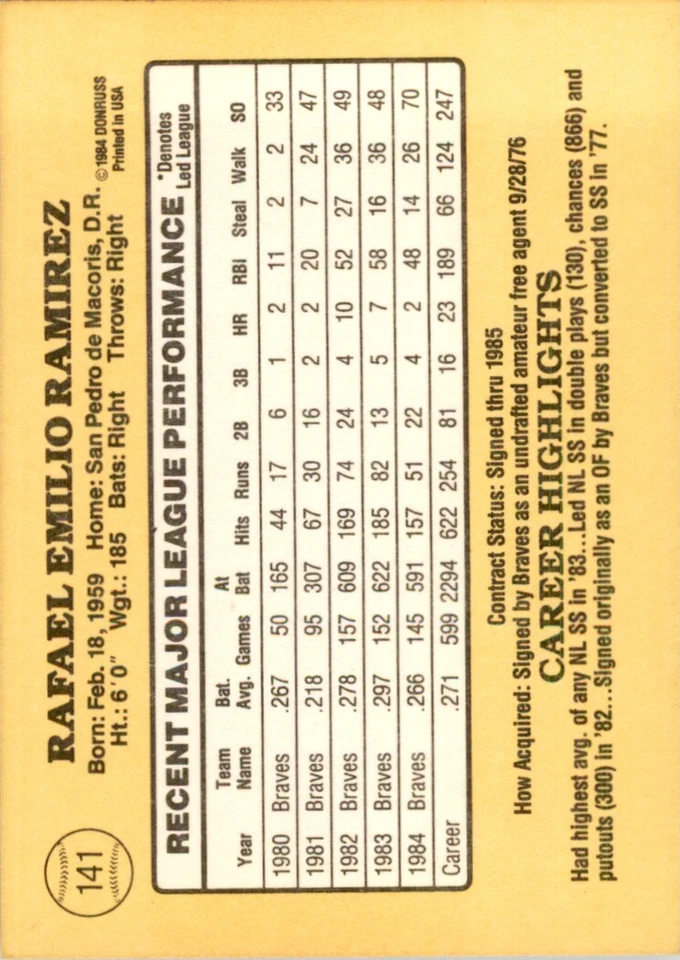 141
RAFAEL EMILIO RAMIREZ
Born: Feb. 18, 1959 Home: San Pedro de Macoris, D.R.
Ht.: 6'0" Wgt.: 185 Bats: Right Throws: Right
©1984 DONRUSS
Printed in USA
RECENT MAJOR LEAGUE PERFORMANCE
*Denotes
Led League
Year Team Name Bat. Avg. Games At Bat Hits Runs 2B 3B HR RBI Steal Walk SO
1980 Braves .267 50 165 44 17 6 1 2 11 2 2 33
1981 Braves .218 95 307 67 30 16 2 2 20 7 24 47
1982 Braves .278 157 609 169 74 24 4 10 52 27 36 49
1983 Braves .297 152 622 185 82 13 5 7 58 16 36 48
1984 Braves .266 145 591 157 51 22 4 2 48 14 26 70
Career .271 599 2294 622 254 81 16 23 189 66 124 247
Contract Status: Signed thru 1985
How Acquired: Signed by Braves as an undrafted amateur free agent 9/28/76
CAREER HIGHLIGHTS
Had highest avg. of any NL SS in '83...Led NL SS in double plays (130), chances (866) and
putouts (300) in '82...Signed originally as an OF by Braves but converted to SS in '77.